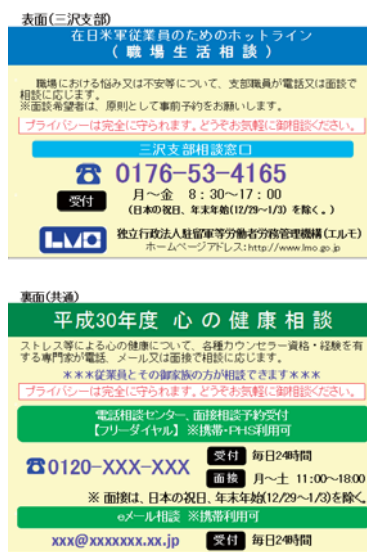 表面(三沢支部)
在日米軍従業員のためのホットライン
(職場生活相談)
職場における悩み又は不安等について、支部職員が電話又は面談で
相談に応じます。
※面談希望者は、原則として事前予約をお願いします。
プライバシーは完全に守られます。どうぞお気軽に御相談ください。
三沢支部相談窓口
☎ 0176-53-4165
受付 月～金 8:30～17:00
(日本の祝日、年末年始(12/29～1/3)を除く。)
LMO 独立行政法人駐留軍等労働者労務管理機構(エルモ)
ホームページアドレス:http://www.lmo.go.jp
裏面(共通)
平成30年度 心の健康相談
ストレス等による心の健康について、各種カウンセラー資格・経験を有
する専門家が電話、メール又は面接で相談に応じます。
＊＊＊従業員とその御家族の方が相談できます＊＊＊
プライバシーは完全に守られます。どうぞお気軽に御相談ください。
電話相談センター、面接相談予約受付
【フリーダイヤル】 ※携帯・PHS利用可
☎0120-XXX-XXX 受付 毎日24時間
面接 月～土 11:00～18:00
※ 面接は、日本の祝日、年末年始(12/29～1/3)を除く。
eメール相談 ※携帯利用可
xxx@xxxxxxx.xx.jp 受付 毎日24時間